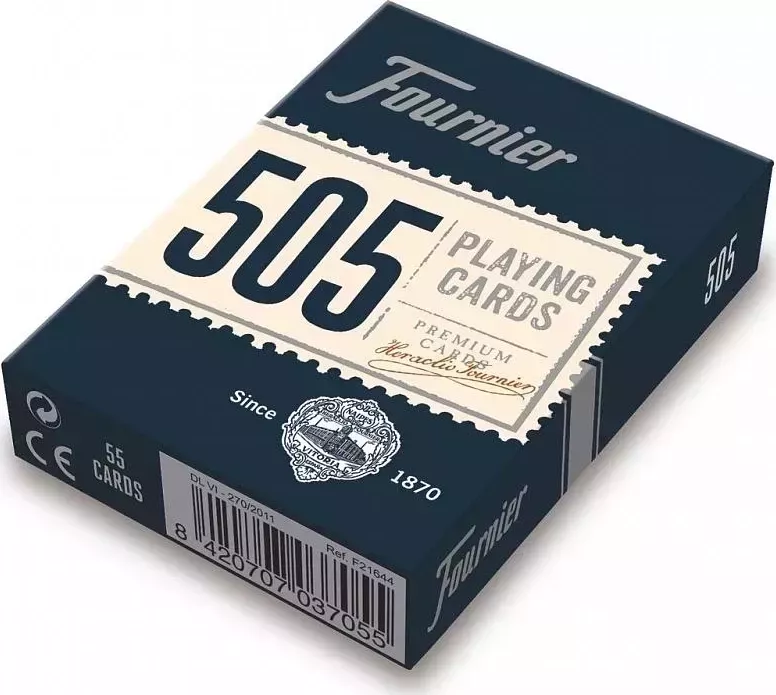 Fournier
505
PLAYING
CARDS
PREMIUM
CARDS
Heraclio Fournier
Since
1870
VITORIA
505
Fournier
CE
55
CARDS
DL VI - 270/2011
Ref. F21644
8 420707 037055